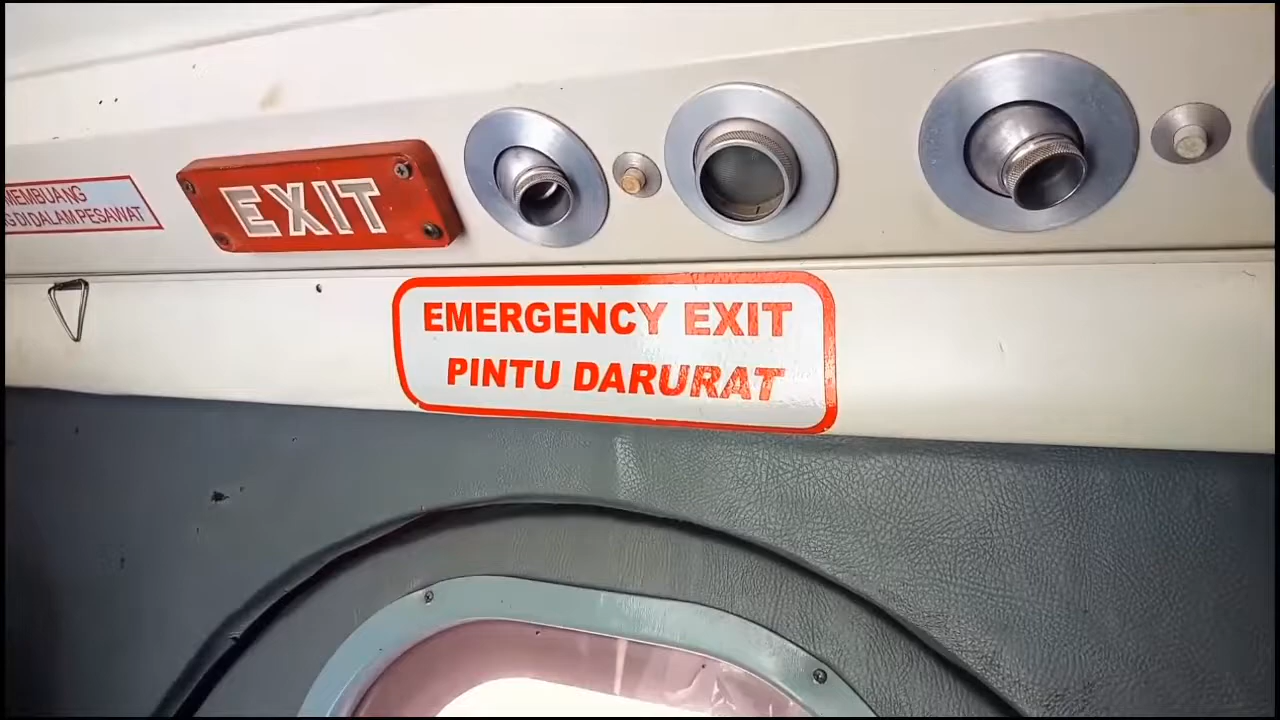 MEMBUANG
DI DALAM PESAWAT
EXIT
EMERGENCY EXIT
PINTU DARURAT